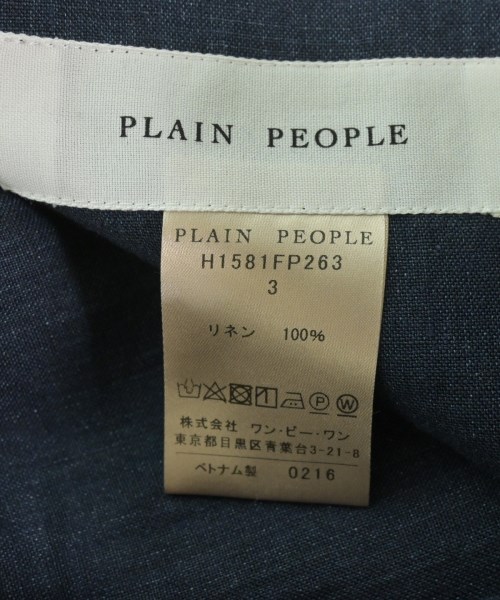 PLAIN PEOPLE
PLAIN PEOPLE
H1581FP263
3
リネン 100%
P W
株式会社 ワン・ビー・ワン
東京都目黒区青葉台3-21-8
ベトナム製 0216